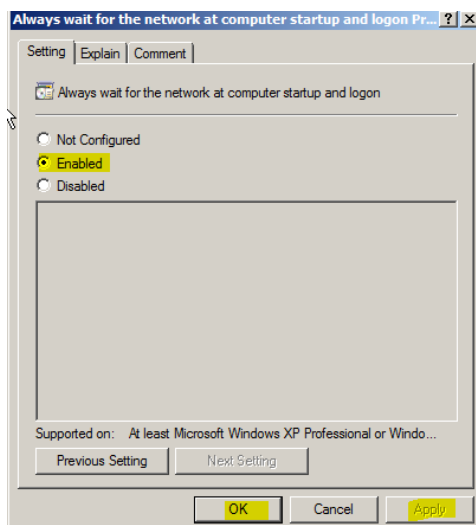 Always wait for the network at computer startup and logon Pr... ? X
Setting Explain Comment
Always wait for the network at computer startup and logon
Not Configured
Enabled
Disabled
Supported on: At least Microsoft Windows XP Professional or Windo...
Previous Setting Next Setting
OK Cancel Apply